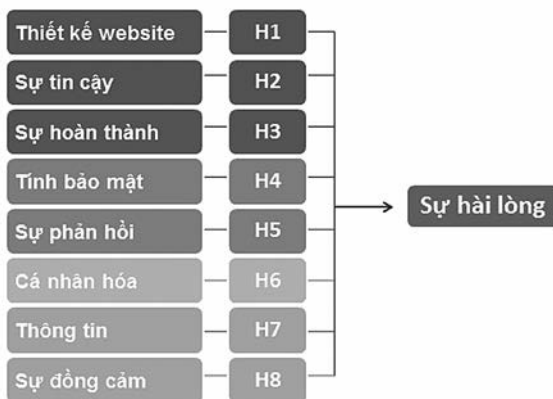 Thiết kế website H1
Sự tin cậy H2
Sự hoàn thành H3
Tính bảo mật H4
Sự phản hồi H5
Cá nhân hóa H6
Thông tin H7
Sự đồng cảm H8
Sự hài lòng